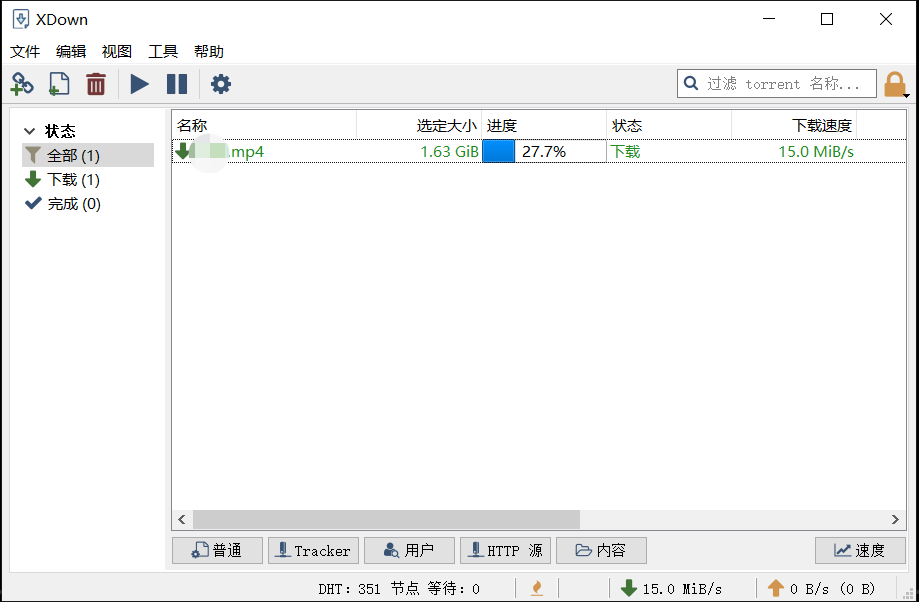 XDown
文件 编辑 视图 工具 帮助
过滤 torrent 名称...
状态
全部 (1)
下载 (1)
完成 (0)
名称 选定大小 进度 状态 下载速度
.mp4 1.63 GiB 27.7% 下载 15.0 MiB/s
普通 Tracker 用户 HTTP 源 内容 速度
DHT: 351 节点 等待: 0 15.0 MiB/s 0 B/s (0 B)